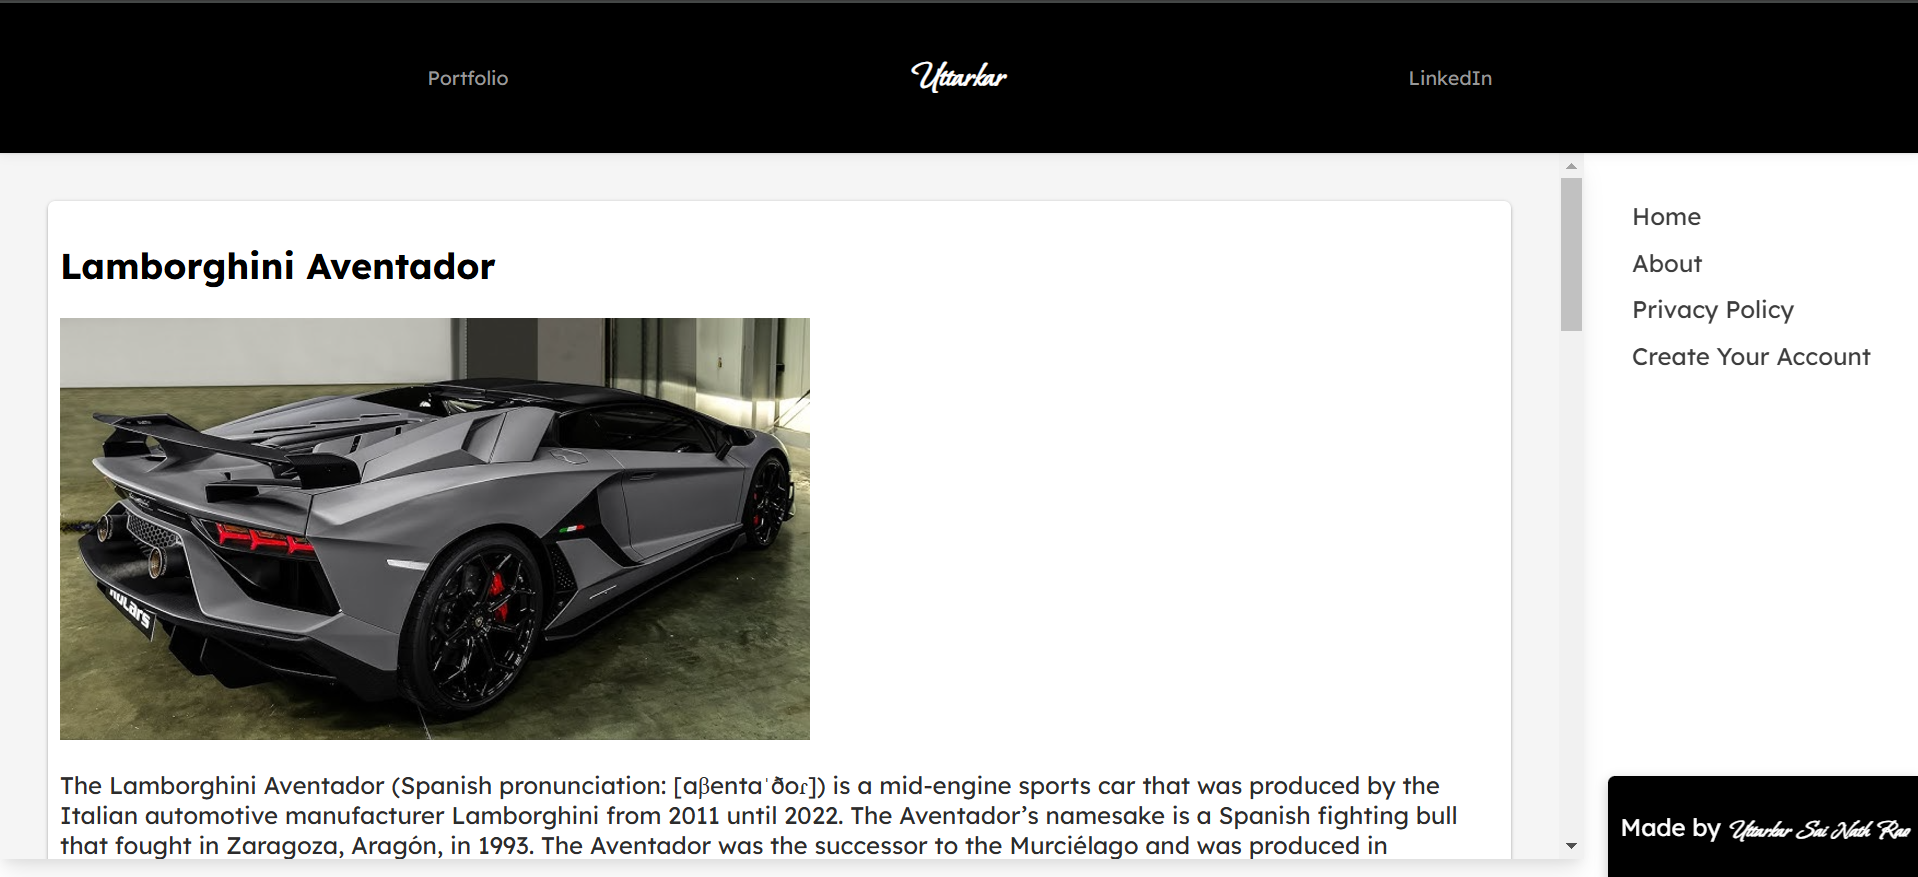 Portfolio
Uttarkar
LinkedIn
Home
About
Privacy Policy
Create Your Account
Lamborghini Aventador
The Lamborghini Aventador (Spanish pronunciation: [aβentaˈðoɾ]) is a mid-engine sports car that was produced by the
Italian automotive manufacturer Lamborghini from 2011 until 2022. The Aventador’s namesake is a Spanish fighting bull
that fought in Zaragoza, Aragón, in 1993. The Aventador was the successor to the Murciélago and was produced in
Made by Uttarkar Sai Nath Rao